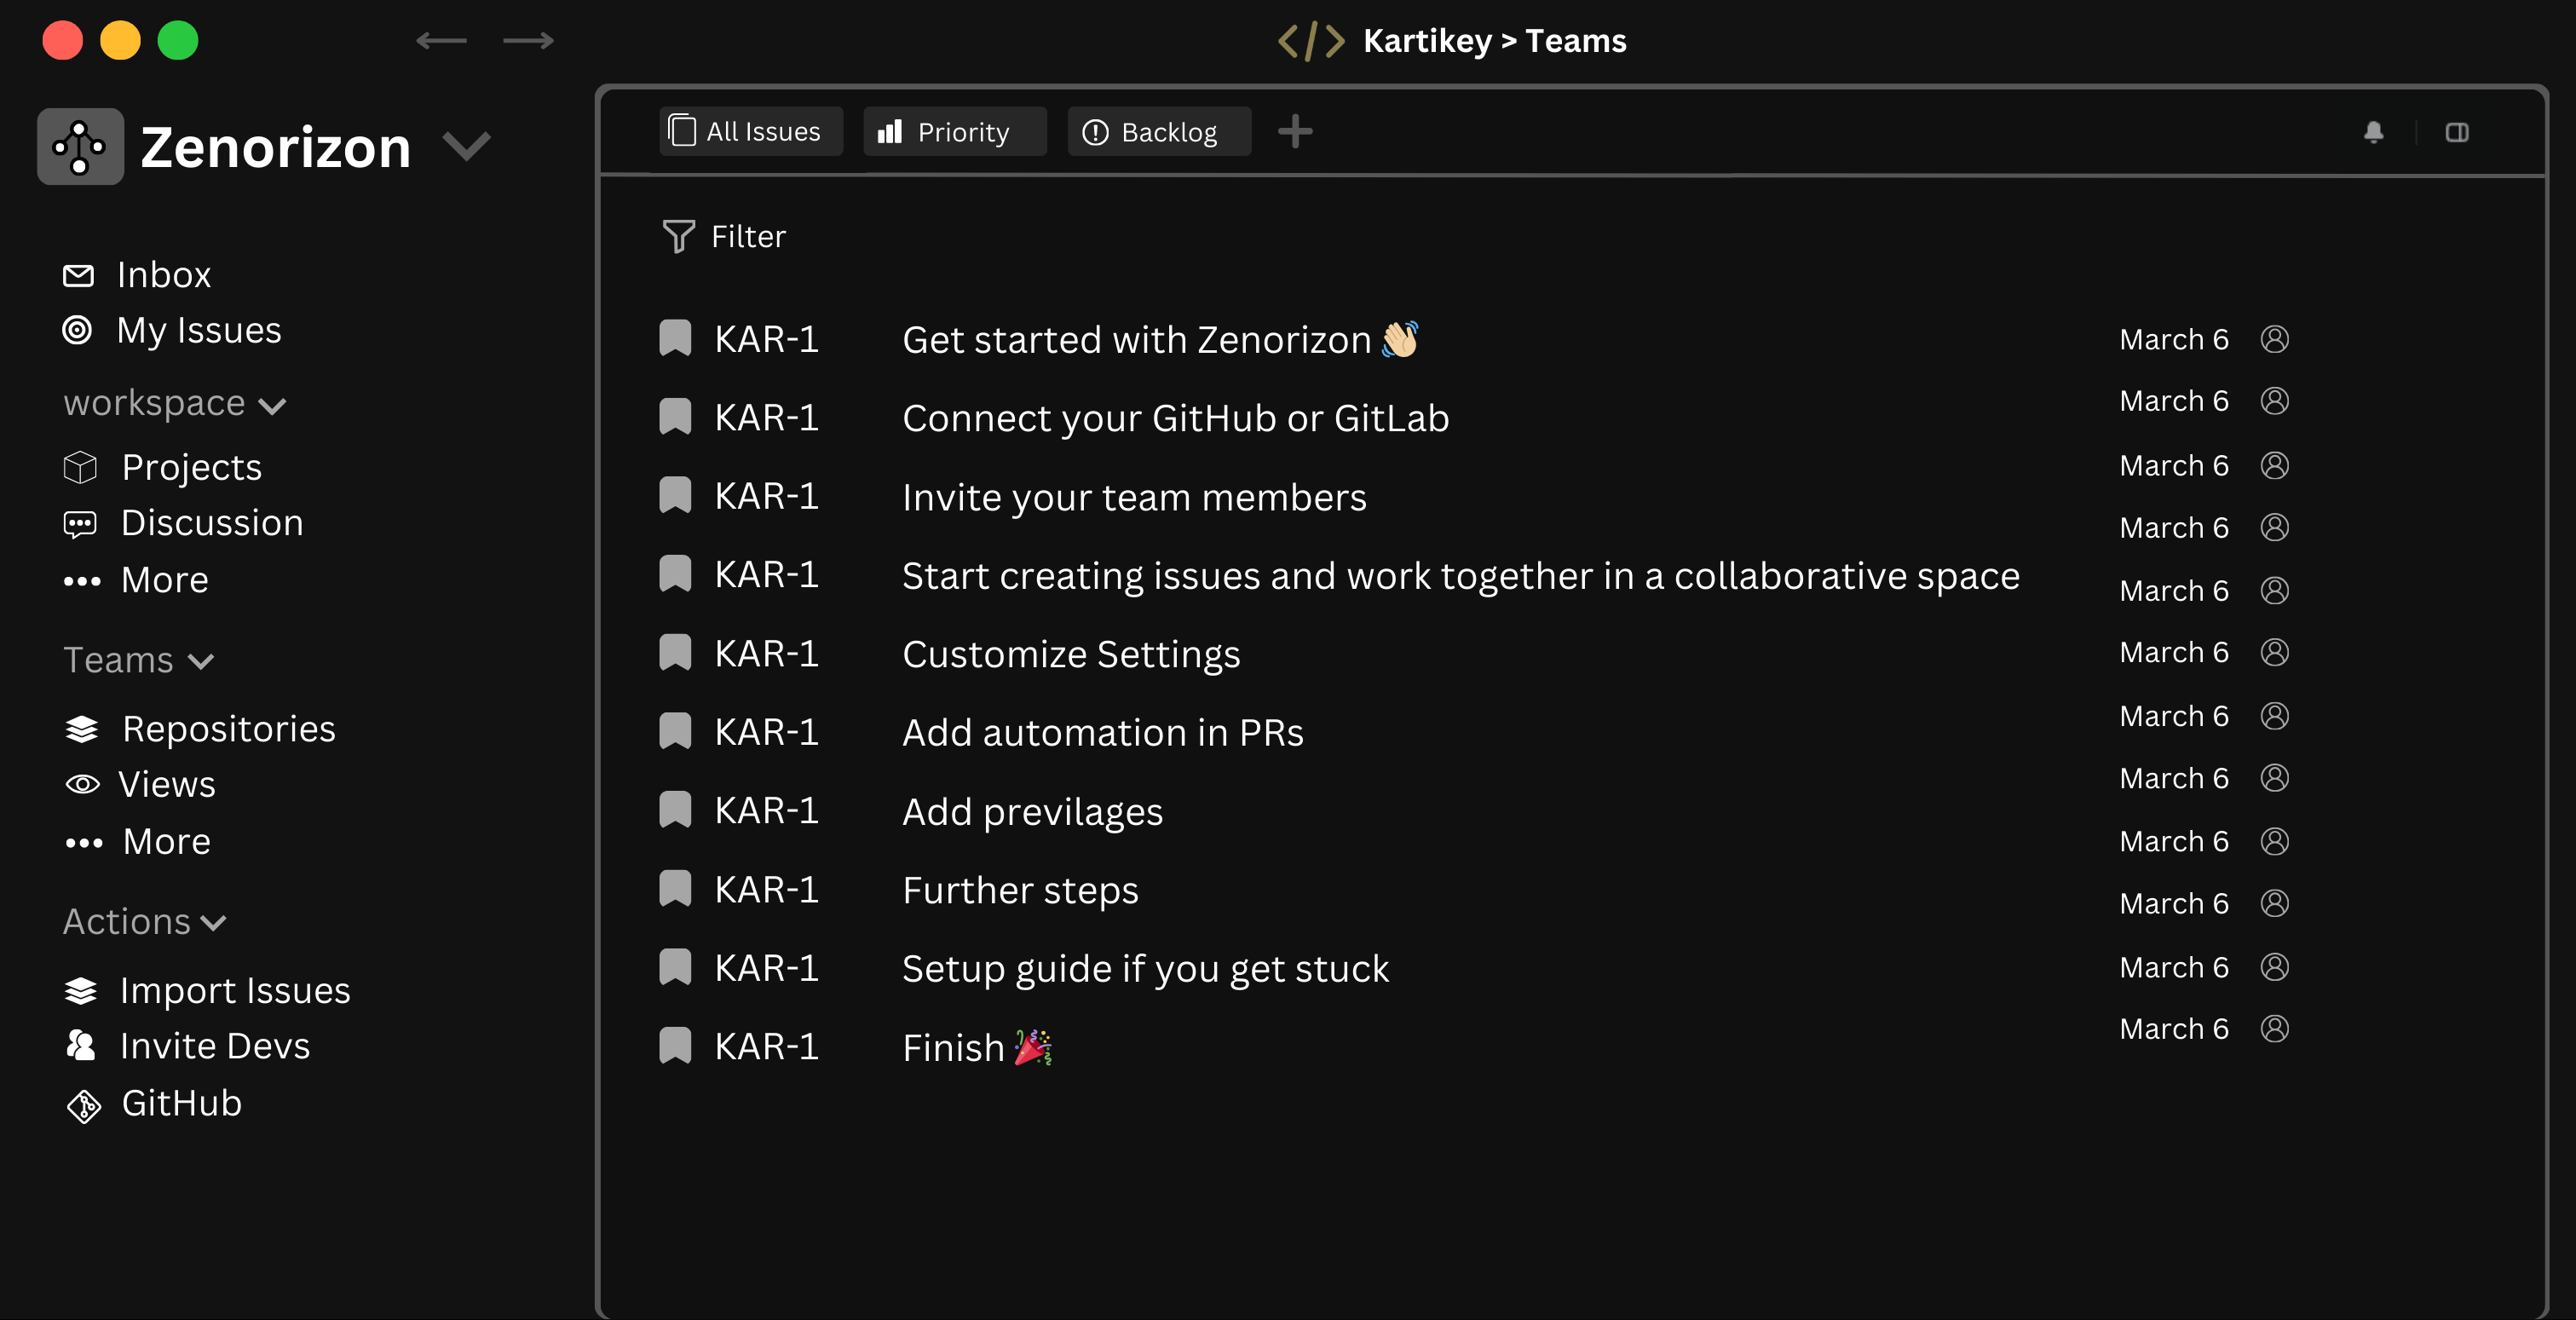 Kartikey > Teams
Zenorizon
Inbox
My Issues
workspace
Projects
Discussion
More
Teams
Repositories
Views
More
Actions
Import Issues
Invite Devs
GitHub
All Issues
Priority
Backlog
Filter
KAR-1 Get started with Zenorizon 👋🏼 March 6
KAR-1 Connect your GitHub or GitLab March 6
KAR-1 Invite your team members March 6
KAR-1 Start creating issues and work together in a collaborative space March 6
KAR-1 Customize Settings March 6
KAR-1 Add automation in PRs March 6
KAR-1 Add previlages March 6
KAR-1 Further steps March 6
KAR-1 Setup guide if you get stuck March 6
KAR-1 Finish 🎉 March 6
March 6
March 6